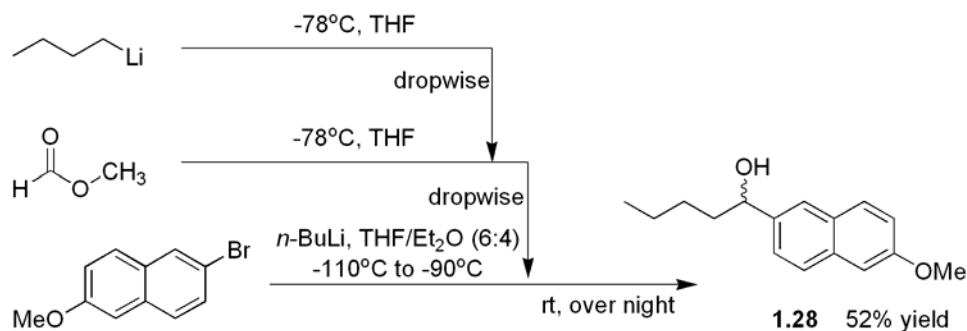 -78ºC, THF
Li
dropwise
-78ºC, THF
O
H
O
CH3
dropwise
OH
n-BuLi, THF/Et2O (6:4)
Br
-110ºC to -90ºC
MeO
rt, over night
OMe
1.28 52% yield